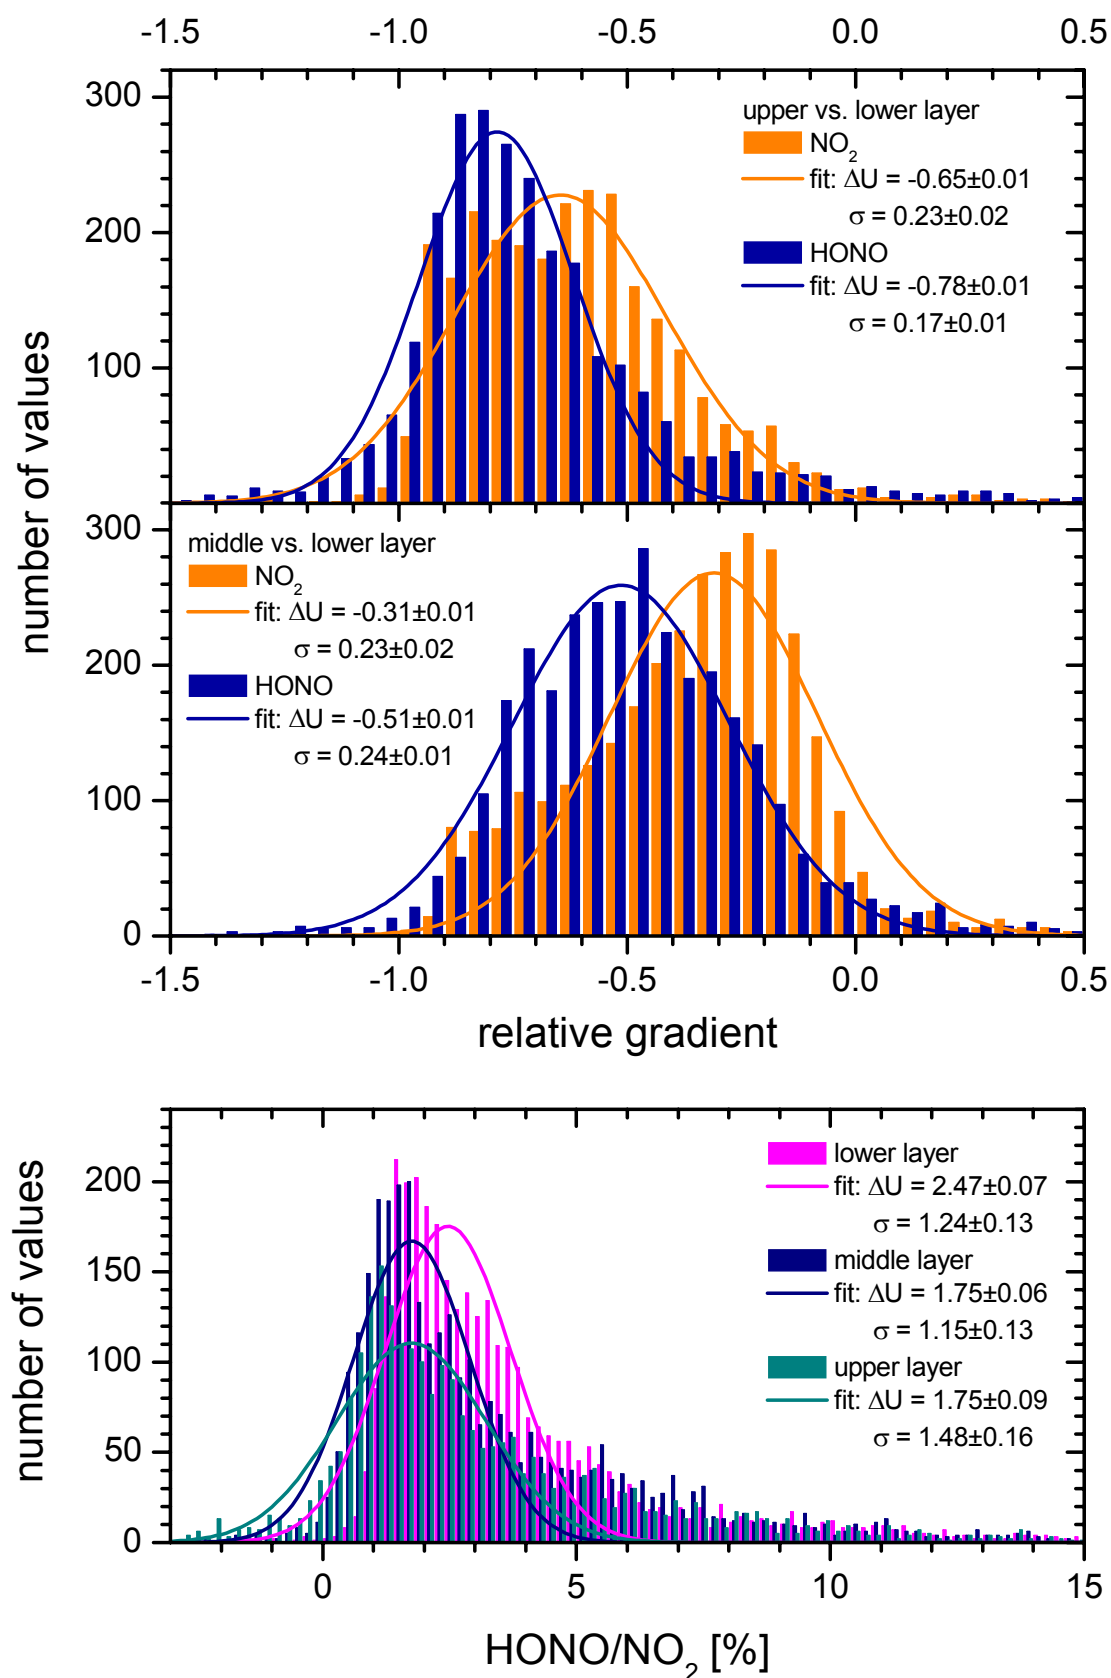 -1.5 -1.0 -0.5 0.0 0.5
300
200
100
number of values
upper vs. lower layer
NO2
fit: ΔU = -0.65±0.01
σ = 0.23±0.02
HONO
fit: ΔU = -0.78±0.01
σ = 0.17±0.01
300
200
100
0
middle vs. lower layer
NO2
fit: ΔU = -0.31±0.01
σ = 0.23±0.02
HONO
fit: ΔU = -0.51±0.01
σ = 0.24±0.01
-1.5 -1.0 -0.5 0.0 0.5
relative gradient
200
150
100
50
0
number of values
lower layer
fit: ΔU = 2.47±0.07
σ = 1.24±0.13
middle layer
fit: ΔU = 1.75±0.06
σ = 1.15±0.13
upper layer
fit: ΔU = 1.75±0.09
σ = 1.48±0.16
0 5 10 15
HONO/NO2 [%]